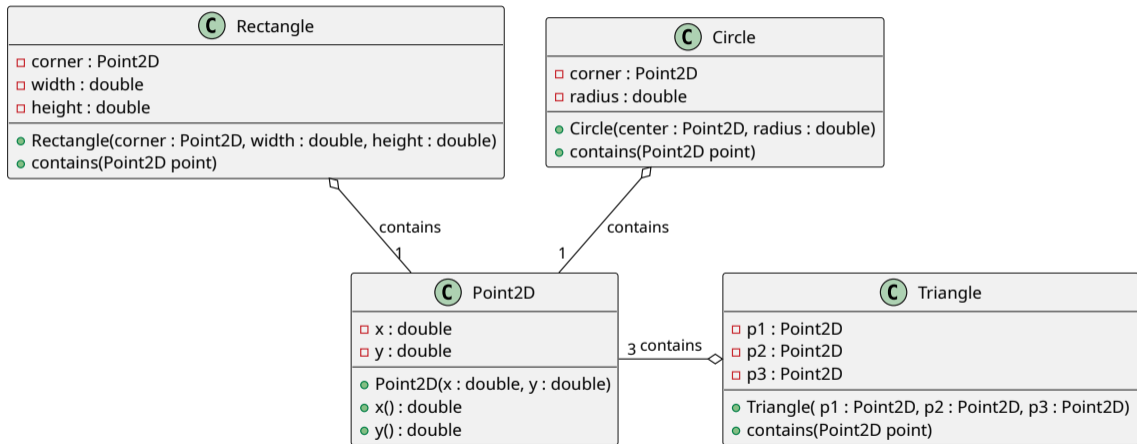 C Rectangle
corner : Point2D
width : double
height : double
Rectangle(corner : Point2D, width : double, height : double)
contains(Point2D point)
C Circle
corner : Point2D
radius : double
Circle(center : Point2D, radius : double)
contains(Point2D point)
contains
1
contains
1
C Point2D
x : double
y : double
Point2D(x : double, y : double)
x() : double
y() : double
3 contains
C Triangle
p1 : Point2D
p2 : Point2D
p3 : Point2D
Triangle( p1 : Point2D, p2 : Point2D, p3 : Point2D)
contains(Point2D point)